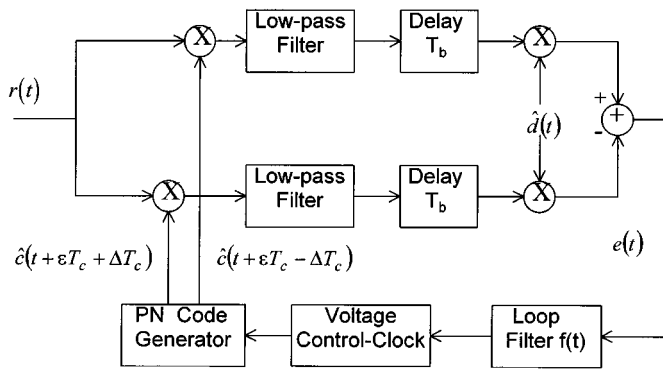 Low-pass
Filter
Delay
T_b
X
X
r(t)
+
-
+
d̂(t)
X
Low-pass
Filter
Delay
T_b
X
ĉ(t + εT_c + ΔT_c)
ĉ(t + εT_c − ΔT_c)
e(t)
PN Code
Generator
Voltage
Control-Clock
Loop
Filter f(t)